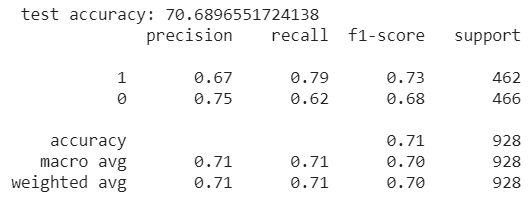 test accuracy: 70.6896551724138
precision recall f1-score support
1 0.67 0.79 0.73 462
0 0.75 0.62 0.68 466
accuracy 0.71 928
macro avg 0.71 0.71 0.70 928
weighted avg 0.71 0.71 0.70 928